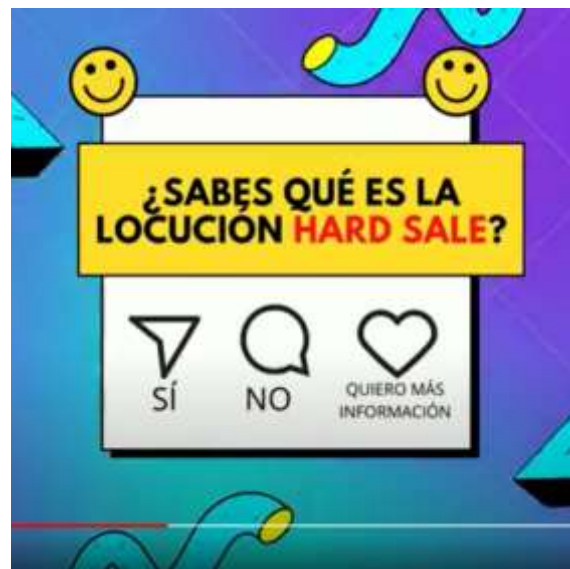 ¿SABES QUÉ ES LA
LOCUCIÓN HARD SALE?
SÍ
NO
QUIERO MÁS
INFORMACIÓN